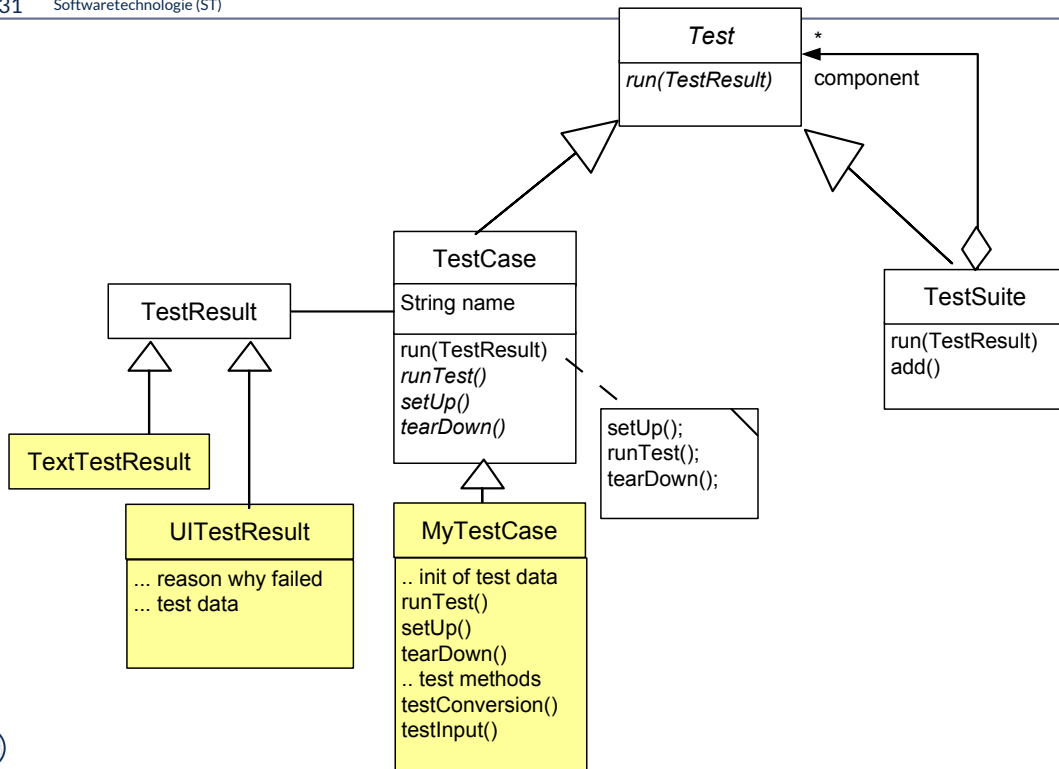 31 Softwaretechnologie (ST)
Test
run(TestResult)
*
component
TestCase
String name
run(TestResult)
runTest()
setUp()
tearDown()
TestResult
TestSuite
run(TestResult)
add()
setUp();
runTest();
tearDown();
TextTestResult
UITestResult
... reason why failed
... test data
MyTestCase
.. init of test data
runTest()
setUp()
tearDown()
.. test methods
testConversion()
testInput()